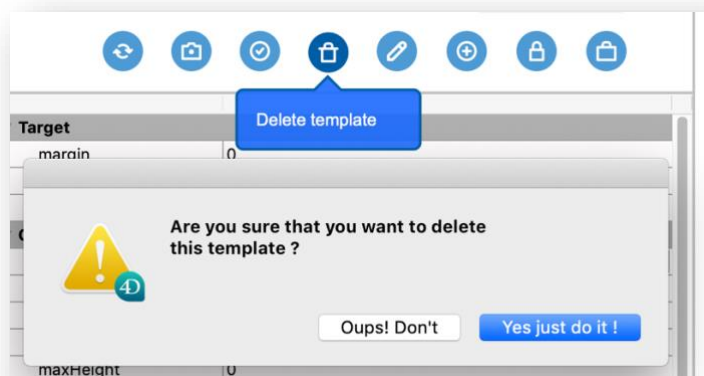 Delete template
Target
margin 0
Are you sure that you want to delete
this template ?
4D
Oups! Don't
Yes just do it !
maxHeight 0